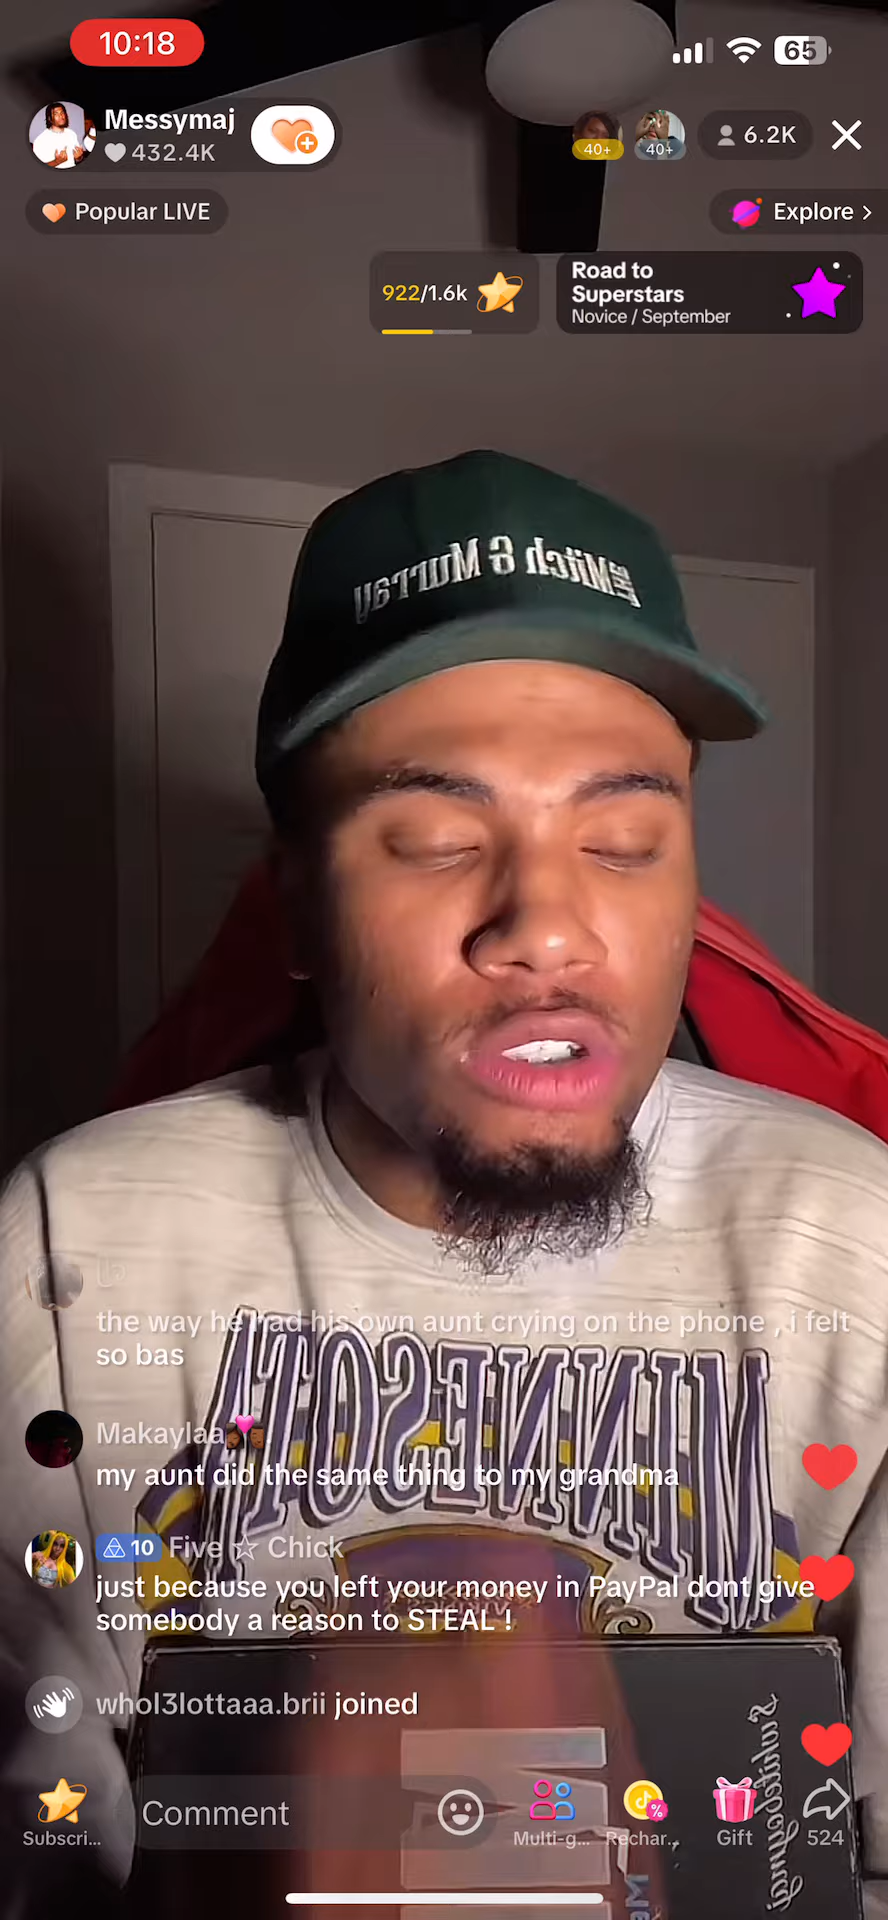 10:18
65
Messymaj
432.4K
40+
40+
6.2K
Popular LIVE
Explore >
922/1.6k
Road to
Superstars
Novice / September
#Mitch & Murray
the way he had his own aunt crying on the phone , i felt
so bas
MINNESOTA
Makaylaa
my aunt did the same thing to my grandma
10 Five ☆ Chick
just because you left your money in PayPal dont give
somebody a reason to STEAL !
whol3lottaaa.brii joined
Comment
Subscri...
Multi-g...
Rechar...
Gift
524